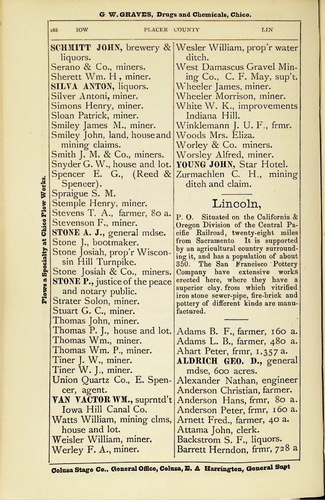 G. W. GRAVES, Drugs and Chemicals, Chico.
188 IOW PLACER COUNTY LIN
SCHMITT JOHN, brewery &
liquors.
Serano & Co., miners.
Sherett Wm. H., miner.
SILVA ANTON, liquors.
Silver Antoni, miner.
Simons Henry, miner.
Sloan Patrick, miner.
Smiley James M., miner.
Smiley John, land, house and
mining claims.
Smith J. M. & Co., miners.
Snyder G. W., house and lot.
Spencer E. G., (Reed &
Spencer).
Sprague S. M.
Stemple Henry, miner.
Stevens T. A., farmer, 80 a.
Stevenson F., miner.
STONE A. J., general mdse.
Stone J., bootmaker.
Stone Josiah, prop'r Wiscon-
sin Hill Turnpike.
Stone Josiah & Co., miners.
STONE P., justice of the peace
and notary public.
Strater Solon, miner.
Stuart G. C., miner.
Thomas John, miner.
Thomas P. J., house and lot.
Thomas Wm., miner.
Thomas Wm. P., miner.
Tiner J. W., miner.
Tiner W. J., miner.
Union Quartz Co., E. Spen-
cer, agent.
VAN VACTOR WM., suprntd't
Iowa Hill Canal Co.
Watts William, mining clms,
house and lot.
Weisler William, miner.
Werley F. A., miner.
Wesler William, prop'r water
ditch.
West Damascus Gravel Min-
ing Co., C. F. May, sup't.
Wheeler James, miner.
Wheeler Morrison, miner.
White W. K., improvements
Indiana Hill.
Winklemann J. U. F., frmr.
Woods Mrs. Eliza.
Worley & Co. miners.
Worsley Alfred, miner.
YOUNG JOHN, Star Hotel.
Zurmachlen C. H., mining
ditch and claim.
Lincoln,
P. O. Situated on the California &
Oregon Division of the Central Pa-
cific Railroad, twenty-eight miles
from Sacramento. It is supported
by an agricultural country surround-
ing it, and has a population of about
350. The San Francisco Pottery
Company have extensive works
erected here, where they have a
superior clay, from which vitrified
iron stone sewer-pipe, fire-brick and
pottery of different kinds are manu-
factured.
Adams B. F., farmer, 160 a.
Adams L. B., farmer, 480 a.
Ahart Peter, frmr, 1,357 a.
ALDRICH GEO. D., general
mdse, 600 acres.
Alexander Nathan, engineer
Anderson Christian, farmer.
Anderson Hans, frmr, 80 a.
Anderson Peter, frmr, 160 a.
Arnett Fred., farmer, 40 a.
Attama John, clerk.
Backstrom S. F., liquors.
Barrett Herndon, frmr, 728 a
Plows a Specialty at Chico Plow Works.
Colusa Stage Co., General Office, Colusa, E. A Harrington, General Supt